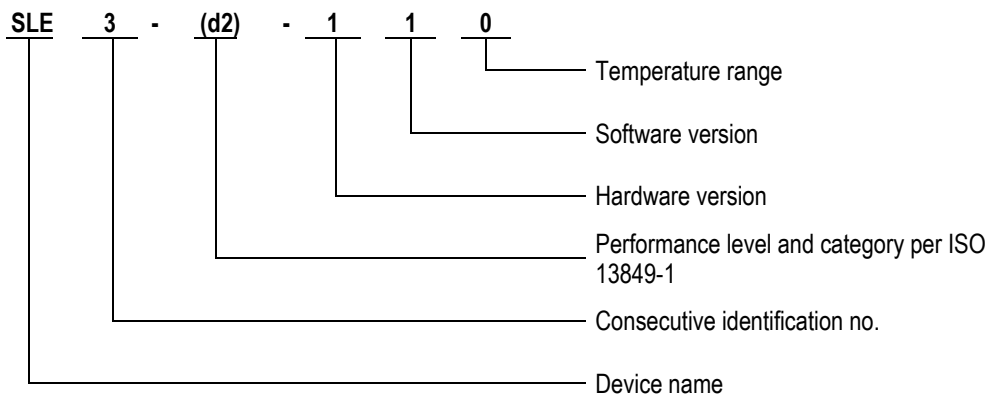 SLE 3 - (d2) - 1 1 0
Temperature range
Software version
Hardware version
Performance level and category per ISO
13849-1
Consecutive identification no.
Device name